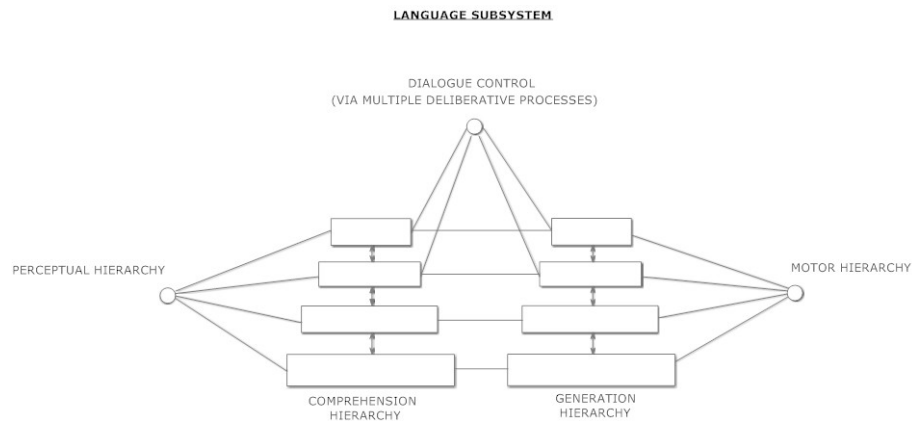 LANGUAGE SUBSYSTEM
DIALOGUE CONTROL
(VIA MULTIPLE DELIBERATIVE PROCESSES)
PERCEPTUAL HIERARCHY
MOTOR HIERARCHY
COMPREHENSION
HIERARCHY
GENERATION
HIERARCHY